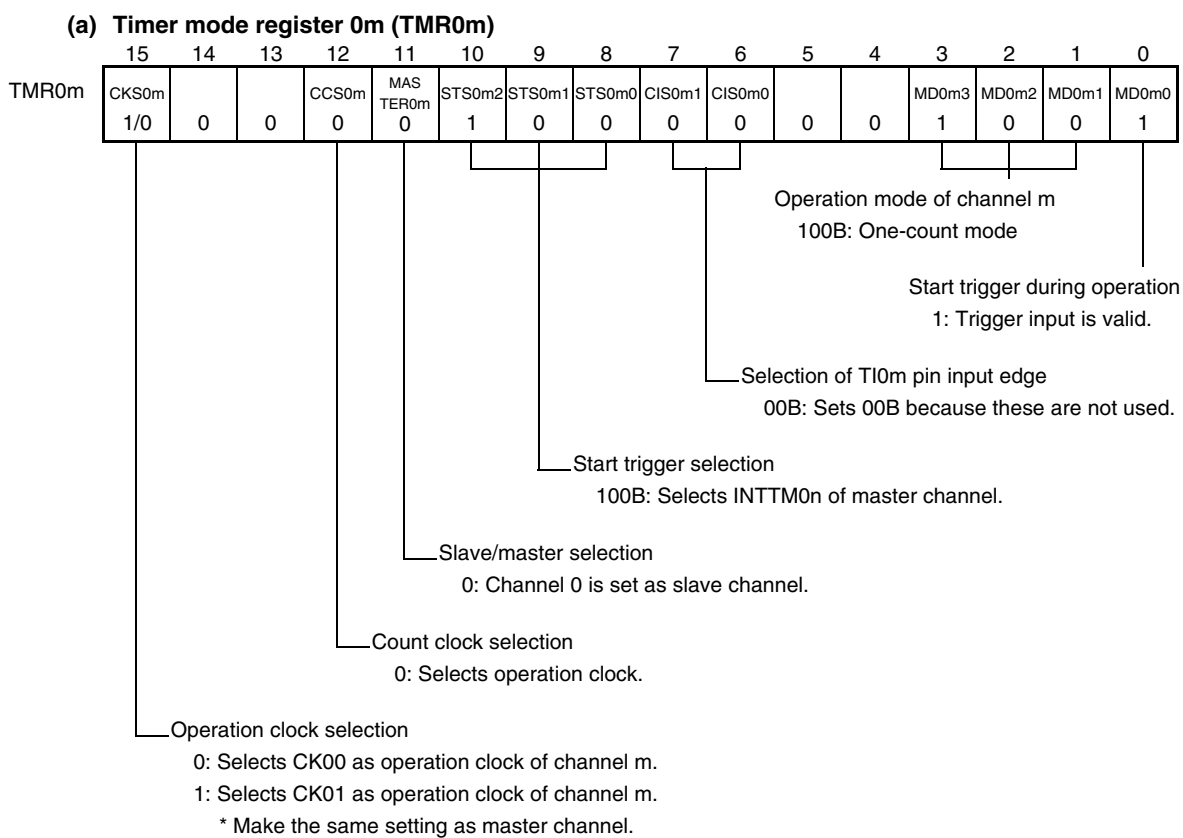 (a) Timer mode register 0m (TMR0m)
15 14 13 12 11 10 9 8 7 6 5 4 3 2 1 0
TMR0m CKS0m CCS0m MAS TER0m STS0m2 STS0m1 STS0m0 CIS0m1 CIS0m0 MD0m3 MD0m2 MD0m1 MD0m0
1/0 0 0 0 0 1 0 0 0 0 0 0 1 0 0 1
Operation mode of channel m
100B: One-count mode
Start trigger during operation
1: Trigger input is valid.
Selection of TI0m pin input edge
00B: Sets 00B because these are not used.
Start trigger selection
100B: Selects INTTM0n of master channel.
Slave/master selection
0: Channel 0 is set as slave channel.
Count clock selection
0: Selects operation clock.
Operation clock selection
0: Selects CK00 as operation clock of channel m.
1: Selects CK01 as operation clock of channel m.
* Make the same setting as master channel.